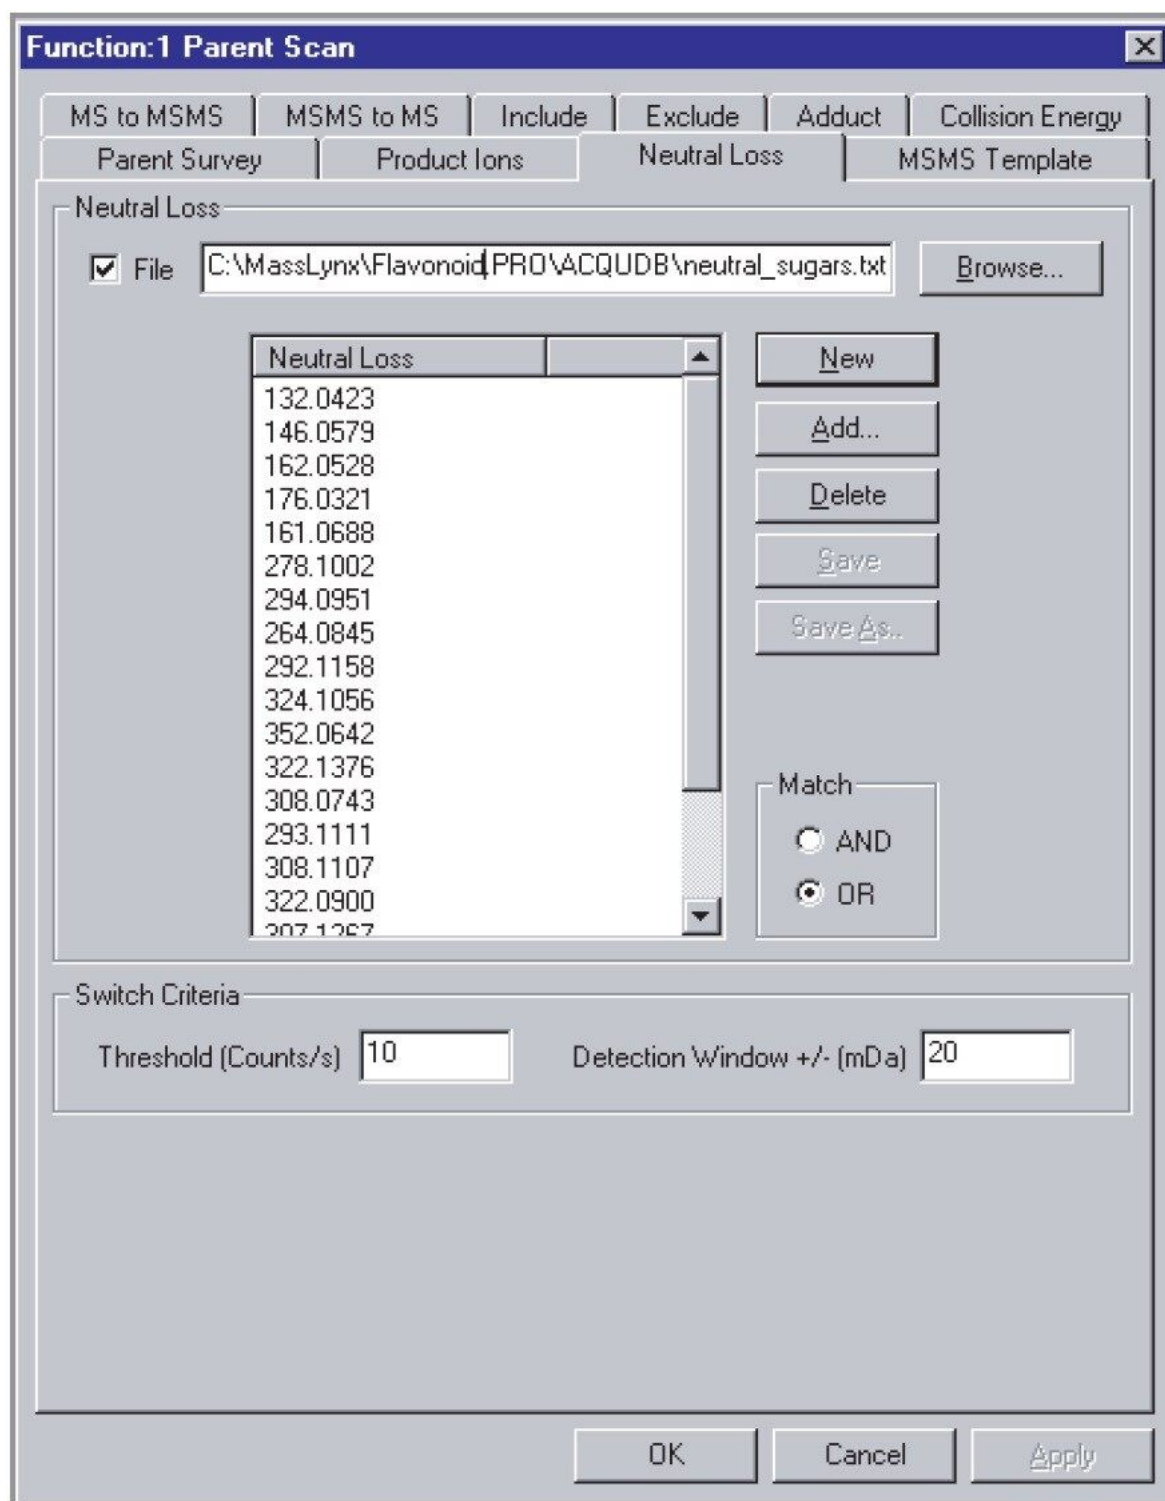 Function:1 Parent Scan
MS to MSMS MSMS to MS Include Exclude Adduct Collision Energy
Parent Survey Product Ions Neutral Loss MSMS Template
Neutral Loss
File C:\MassLynx\Flavonoid.PRO\ACQUDB\neutral_sugars.txt Browse...
Neutral Loss
132.0423
146.0579
162.0528
176.0321
161.0688
278.1002
294.0951
264.0845
292.1158
324.1056
352.0642
322.1376
308.0743
293.1111
308.1107
322.0900
307.1267
New
Add...
Delete
Save
Save As..
Match
AND
OR
Switch Criteria
Threshold (Counts/s) 10 Detection Window +/- (mDa) 20
OK Cancel Apply